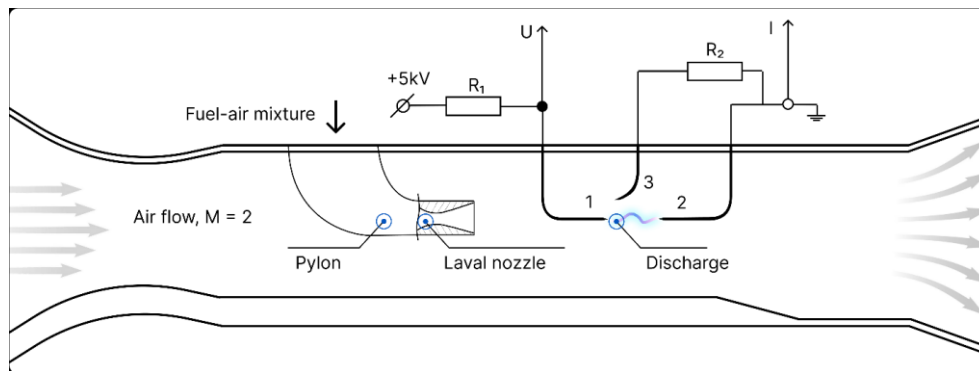 U
I
R₂
+5kV
R₁
Fuel-air mixture
3
1
2
Air flow, M = 2
Pylon
Laval nozzle
Discharge